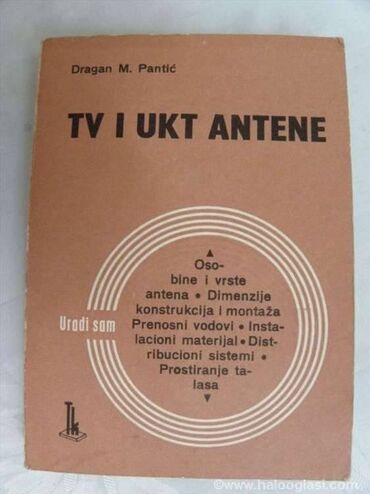 Dragan M. Pantić
TV I UKT ANTENE
Oso-
bine i vrste
antena • Dimenzije
konstrukcija i montaža
Prenosni vodovi • Insta-
lacioni materijal • Dist-
ribucioni sistemi •
Prostiranje ta-
lasa
Uradi sam
Tk
©www.halooglasi.com